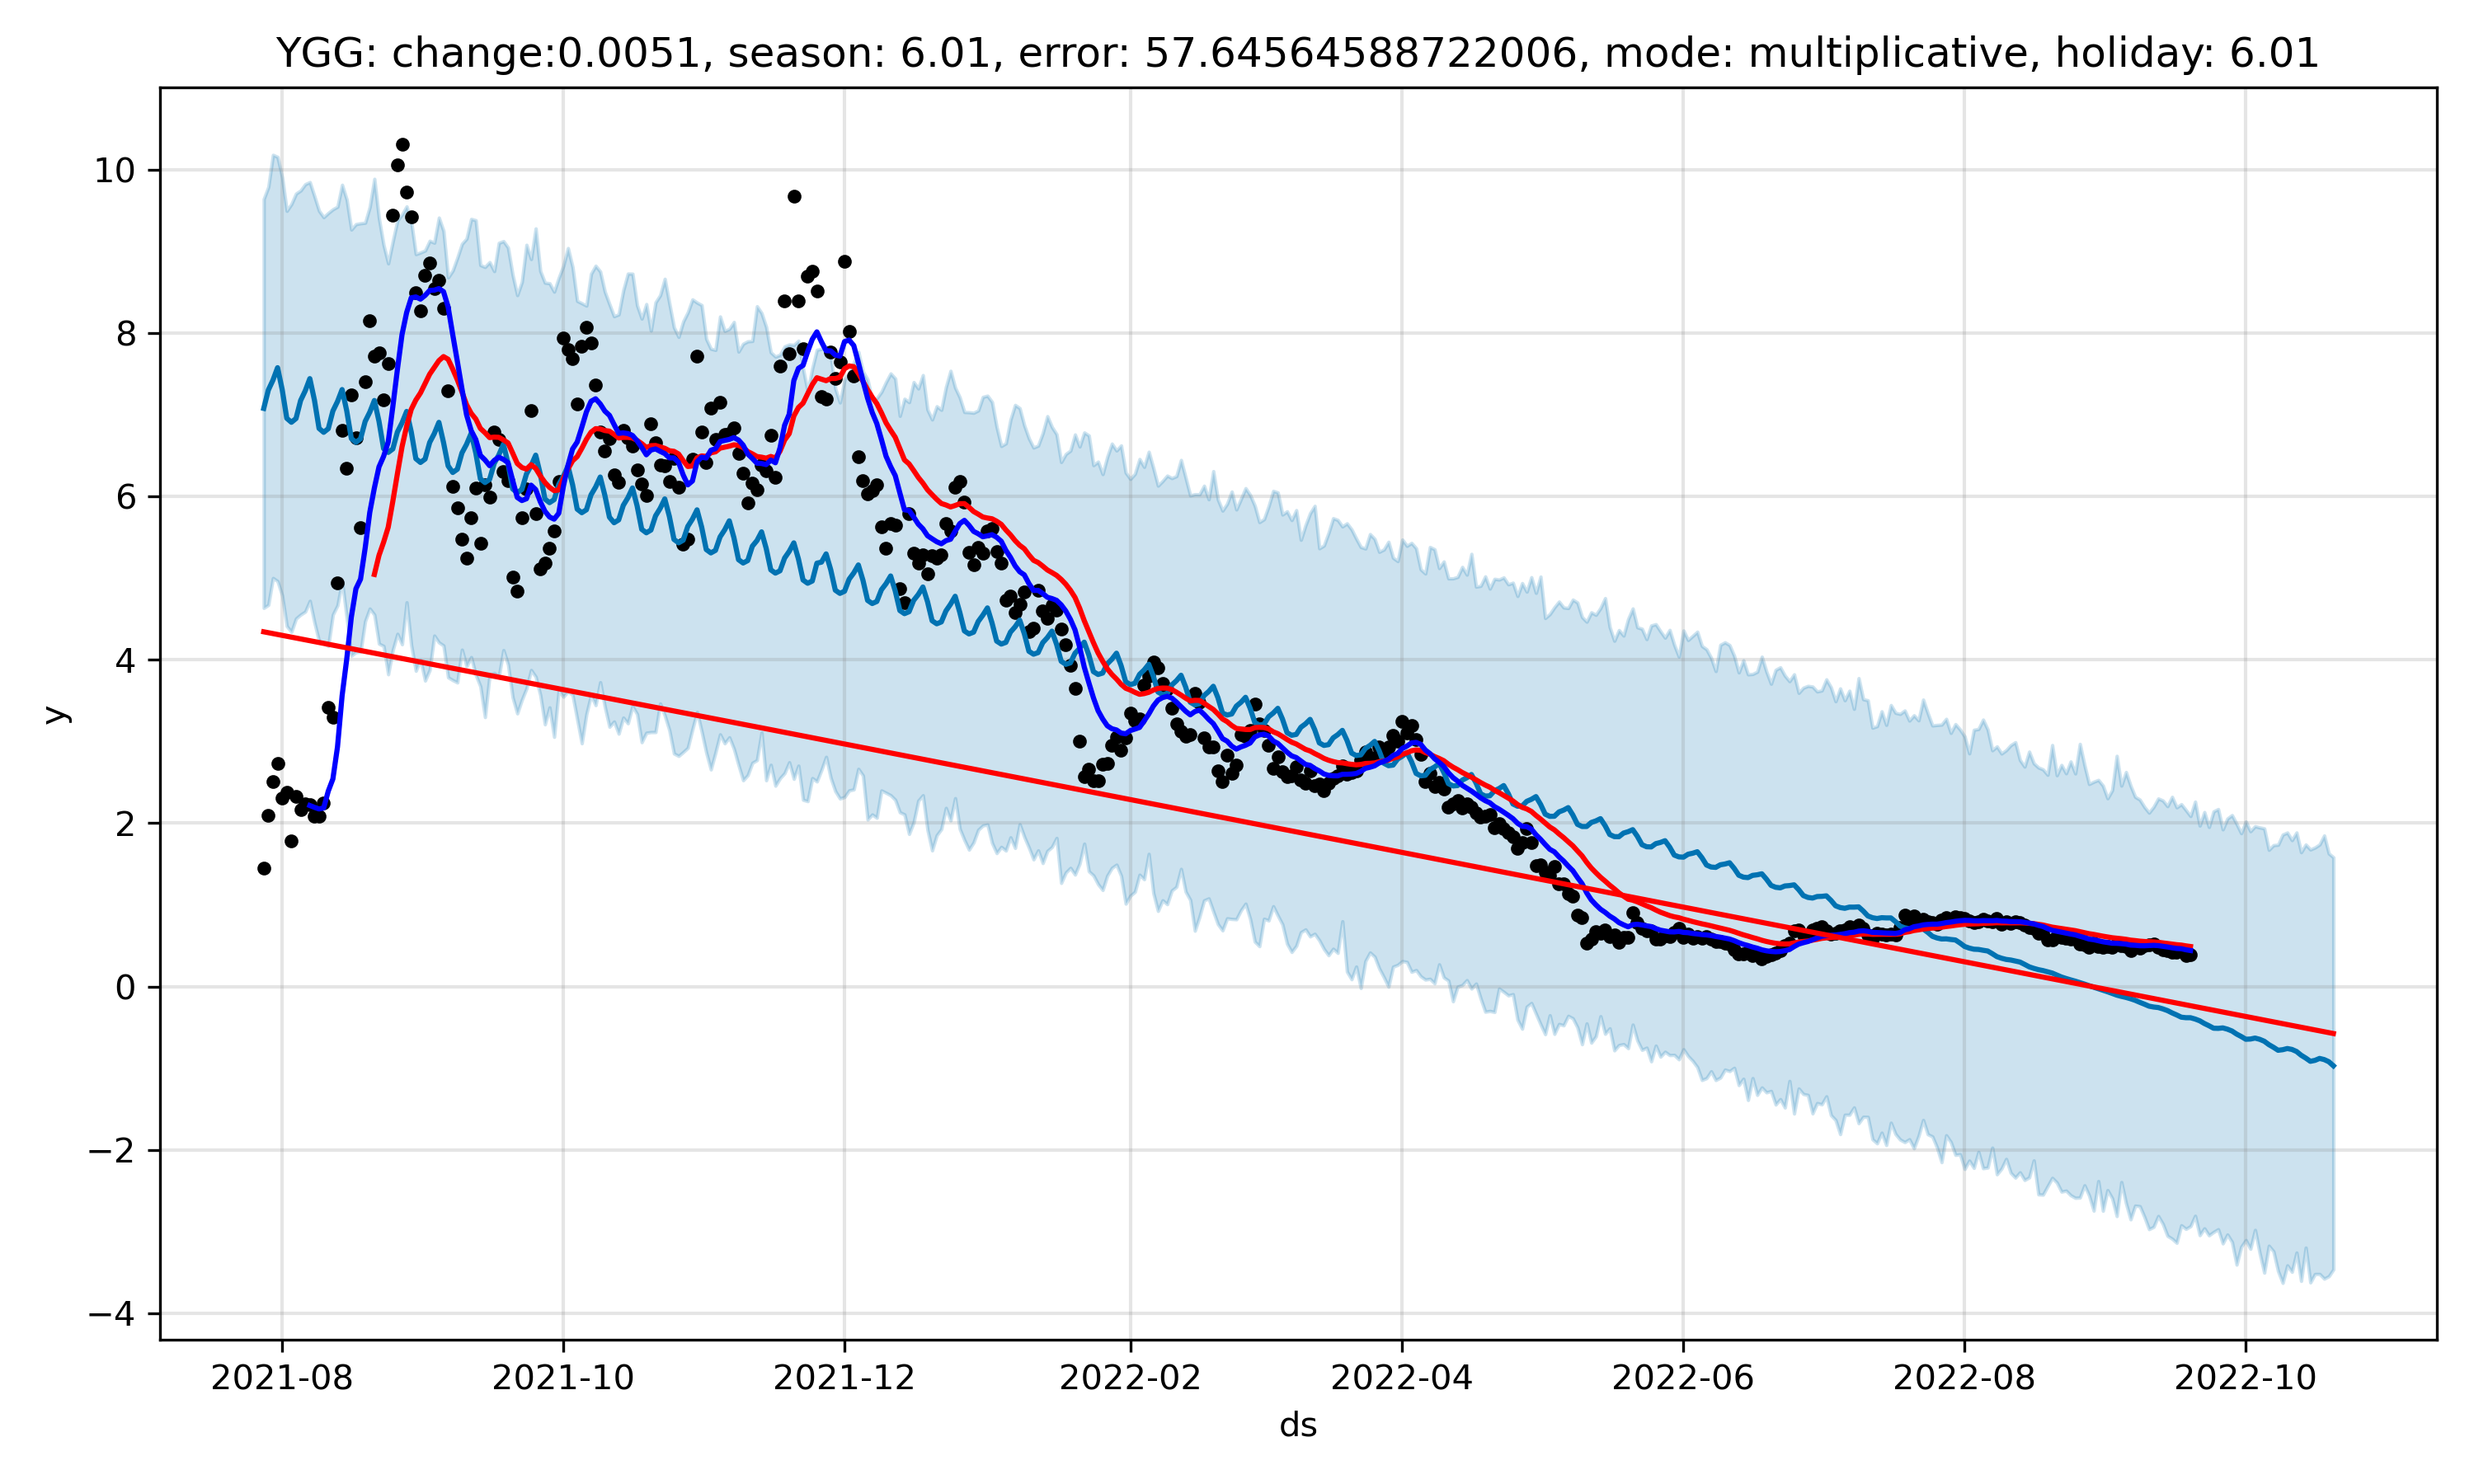 YGG: change:0.0051, season: 6.01, error: 57.64564588722006, mode: multiplicative, holiday: 6.01
10
8
6
4
2
0
−2
−4
y
2021-08 2021-10 2021-12 2022-02 2022-04 2022-06 2022-08 2022-10
ds